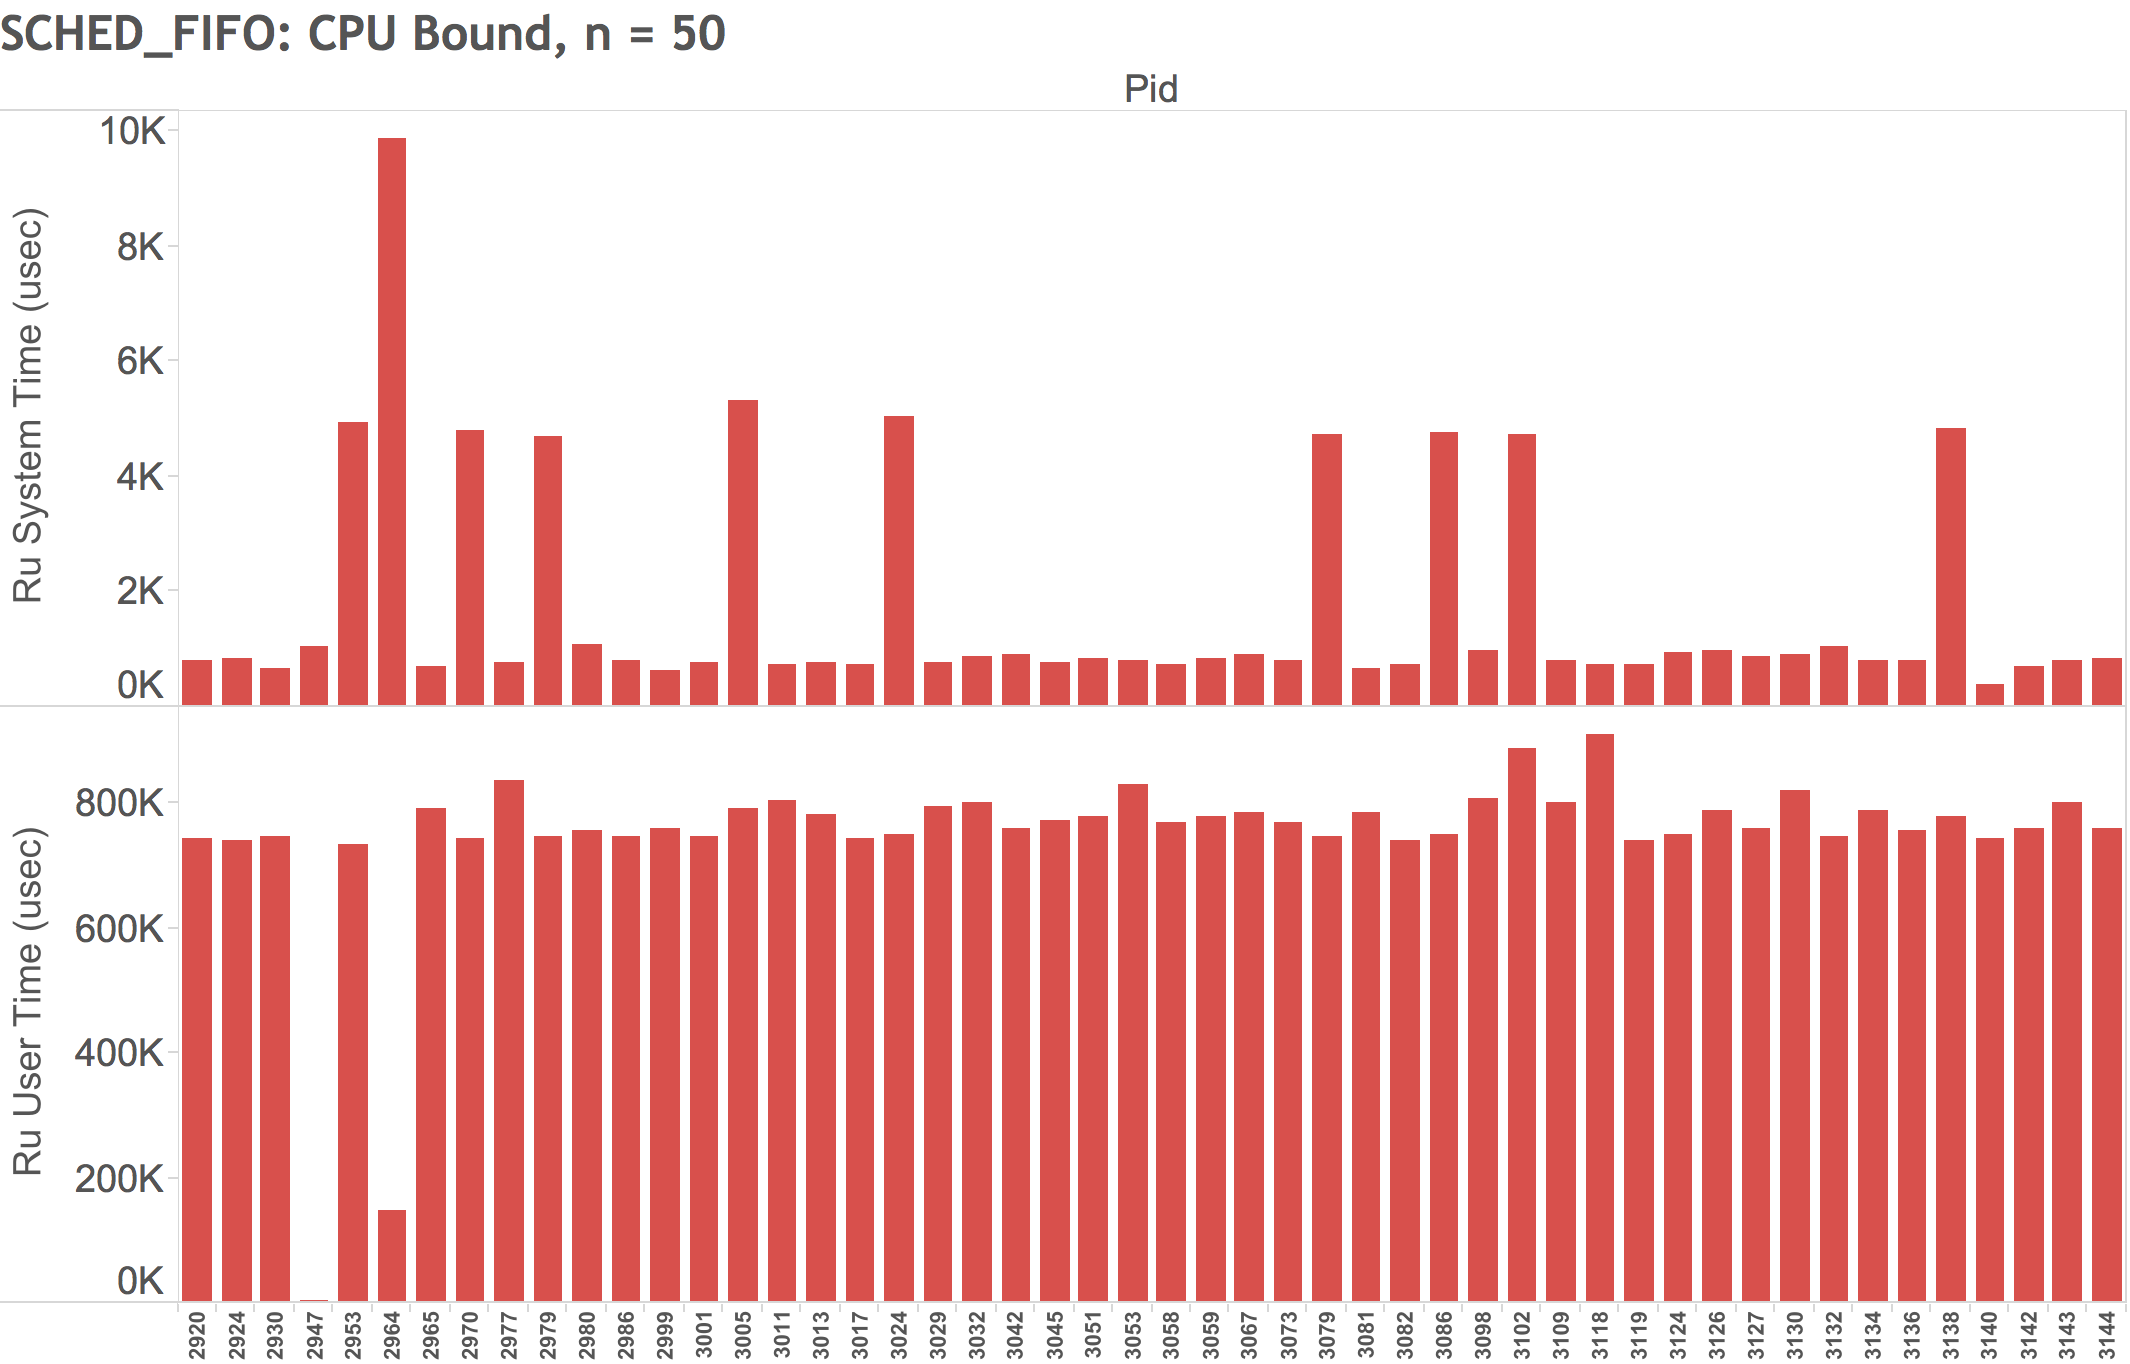 SCHED_FIFO: CPU Bound, n = 50
Pid
Ru System Time (usec)
10K
8K
6K
4K
2K
0K
Ru User Time (usec)
800K
600K
400K
200K
0K
2920 2924 2930 2947 2953 2964 2965 2970 2977 2979 2980 2986 2999 3001 3005 3011 3013 3017 3024 3029 3032 3042 3045 3051 3053 3058 3059 3067 3073 3079 3081 3082 3086 3098 3102 3109 3118 3119 3124 3126 3127 3130 3132 3134 3136 3138 3140 3142 3143 3144